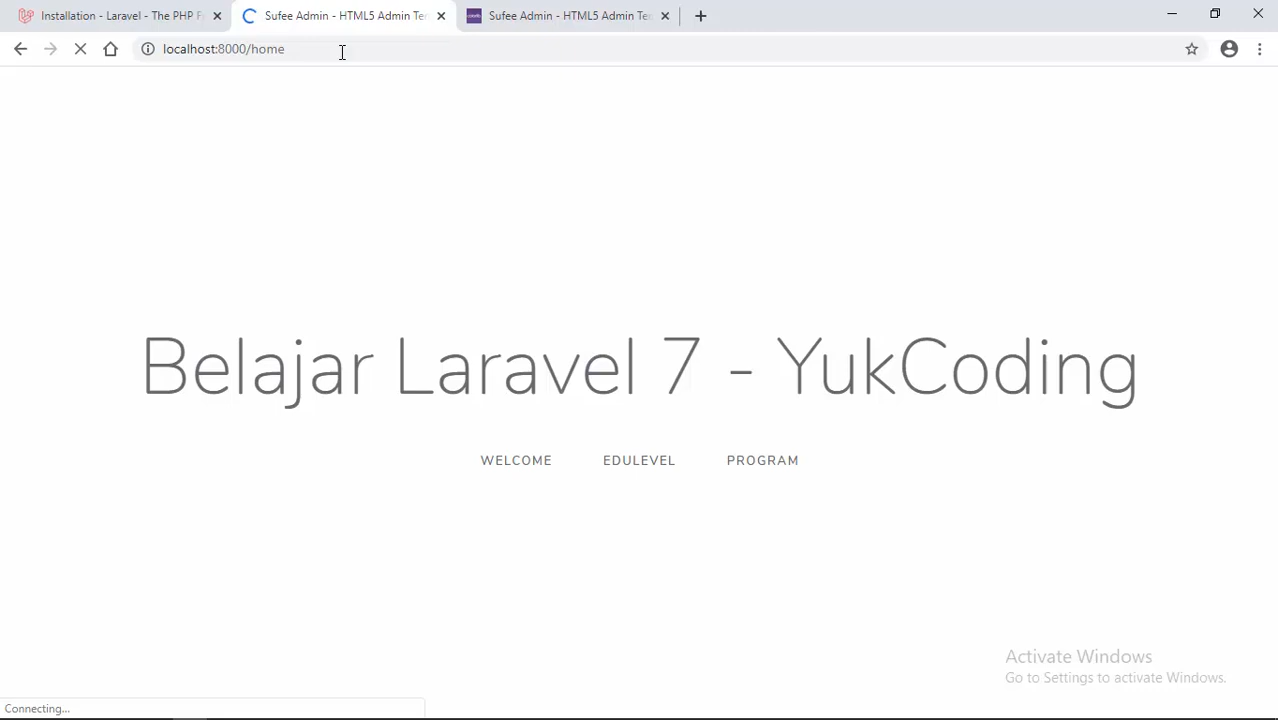 Installation - Laravel - The PHP F
Sufee Admin - HTML5 Admin Te
Sufee Admin - HTML5 Admin Te
localhost:8000/home
Belajar Laravel 7 - YukCoding
WELCOME EDULEVEL PROGRAM
Activate Windows
Go to Settings to activate Windows.
Connecting...